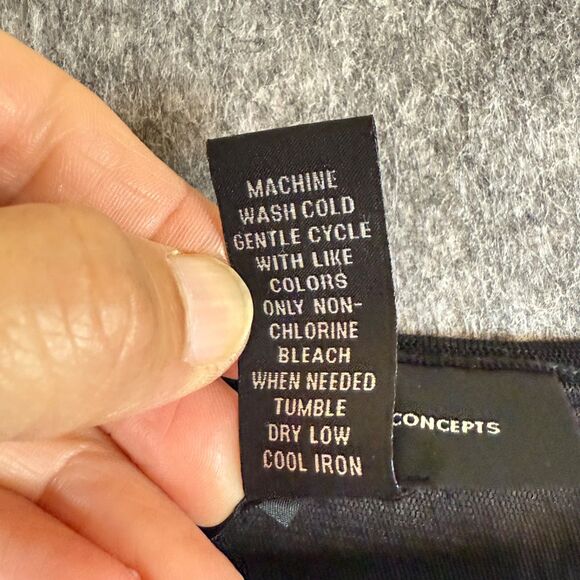 MACHINE
WASH COLD
GENTLE CYCLE
WITH LIKE
COLORS
ONLY NON-
CHLORINE
BLEACH
WHEN NEEDED
TUMBLE
DRY LOW
COOL IRON
CONCEPTS